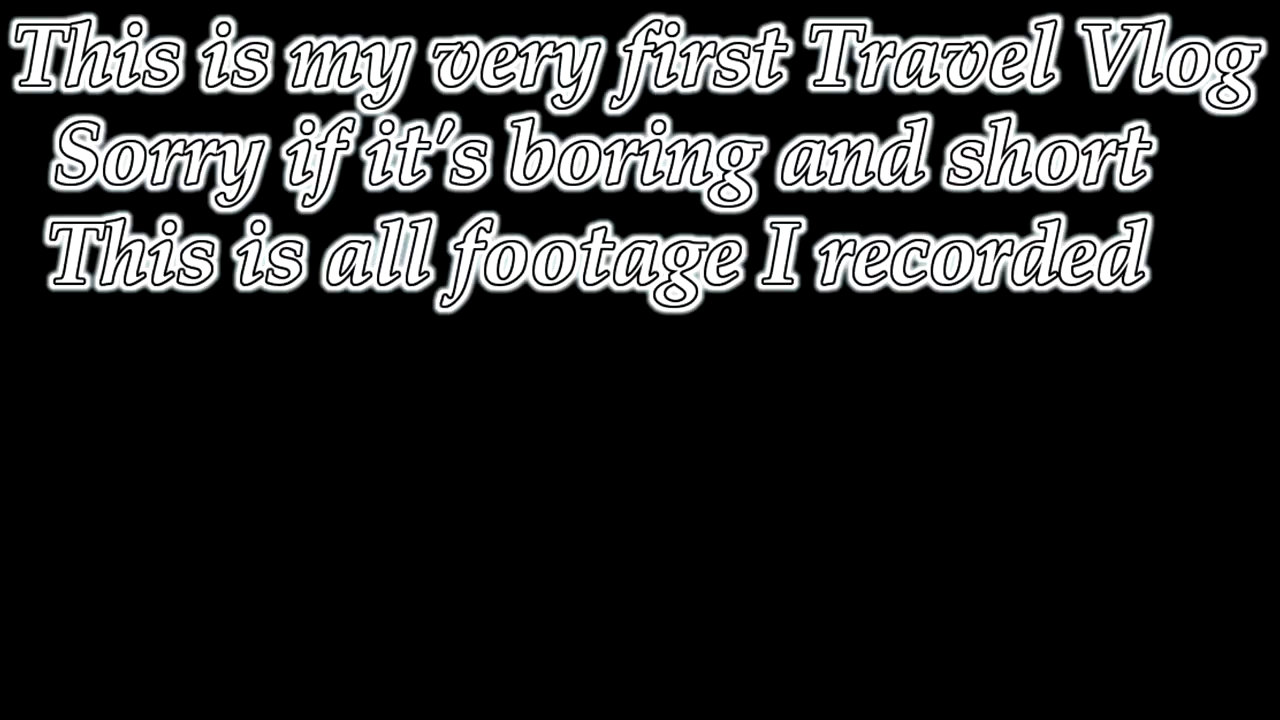 This is my very first Travel Vlog
Sorry if it's boring and short
This is all footage I recorded